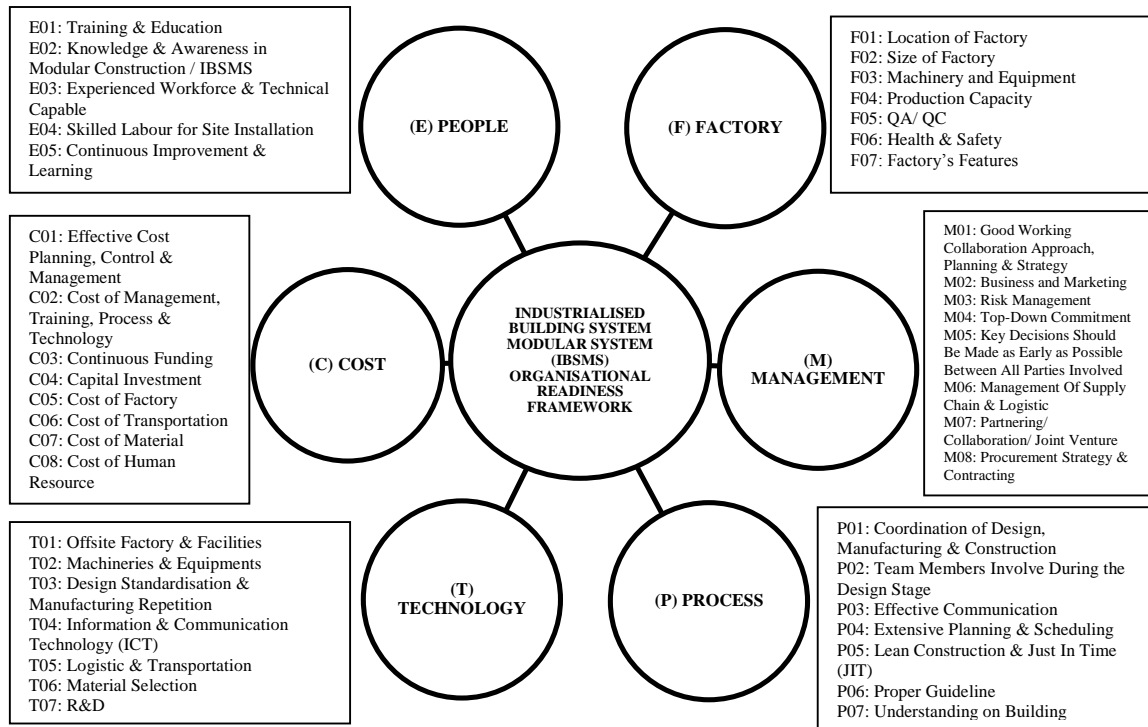 E01: Training & Education
E02: Knowledge & Awareness in
Modular Construction / IBSMS
E03: Experienced Workforce & Technical
Capable
E04: Skilled Labour for Site Installation
E05: Continuous Improvement &
Learning
(E) PEOPLE
(F) FACTORY
F01: Location of Factory
F02: Size of Factory
F03: Machinery and Equipment
F04: Production Capacity
F05: QA/ QC
F06: Health & Safety
F07: Factory’s Features
C01: Effective Cost
Planning, Control &
Management
C02: Cost of Management,
Training, Process &
Technology
C03: Continuous Funding
C04: Capital Investment
C05: Cost of Factory
C06: Cost of Transportation
C07: Cost of Material
C08: Cost of Human
Resource
(C) COST
INDUSTRIALISED
BUILDING SYSTEM
MODULAR SYSTEM
(IBSMS)
ORGANISATIONAL
READINESS
FRAMEWORK
(M)
MANAGEMENT
M01: Good Working
Collaboration Approach,
Planning & Strategy
M02: Business and Marketing
M03: Risk Management
M04: Top-Down Commitment
M05: Key Decisions Should
Be Made as Early as Possible
Between All Parties Involved
M06: Management Of Supply
Chain & Logistic
M07: Partnering/
Collaboration/ Joint Venture
M08: Procurement Strategy &
Contracting
T01: Offsite Factory & Facilities
T02: Machineries & Equipments
T03: Design Standardisation &
Manufacturing Repetition
T04: Information & Communication
Technology (ICT)
T05: Logistic & Transportation
T06: Material Selection
T07: R&D
(T)
TECHNOLOGY
(P) PROCESS
P01: Coordination of Design,
Manufacturing & Construction
P02: Team Members Involve During the
Design Stage
P03: Effective Communication
P04: Extensive Planning & Scheduling
P05: Lean Construction & Just In Time
(JIT)
P06: Proper Guideline
P07: Understanding on Building